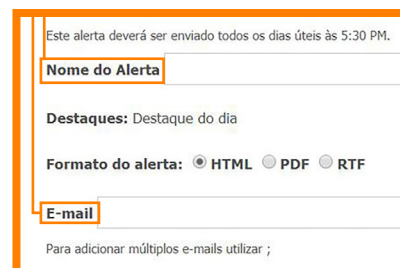 Este alerta deverá ser enviado todos os dias úteis às 5:30 PM.
Nome do Alerta
Destaques: Destaque do dia
Formato do alerta: HTML PDF RTF
E-mail
Para adicionar múltiplos e-mails utilizar ;